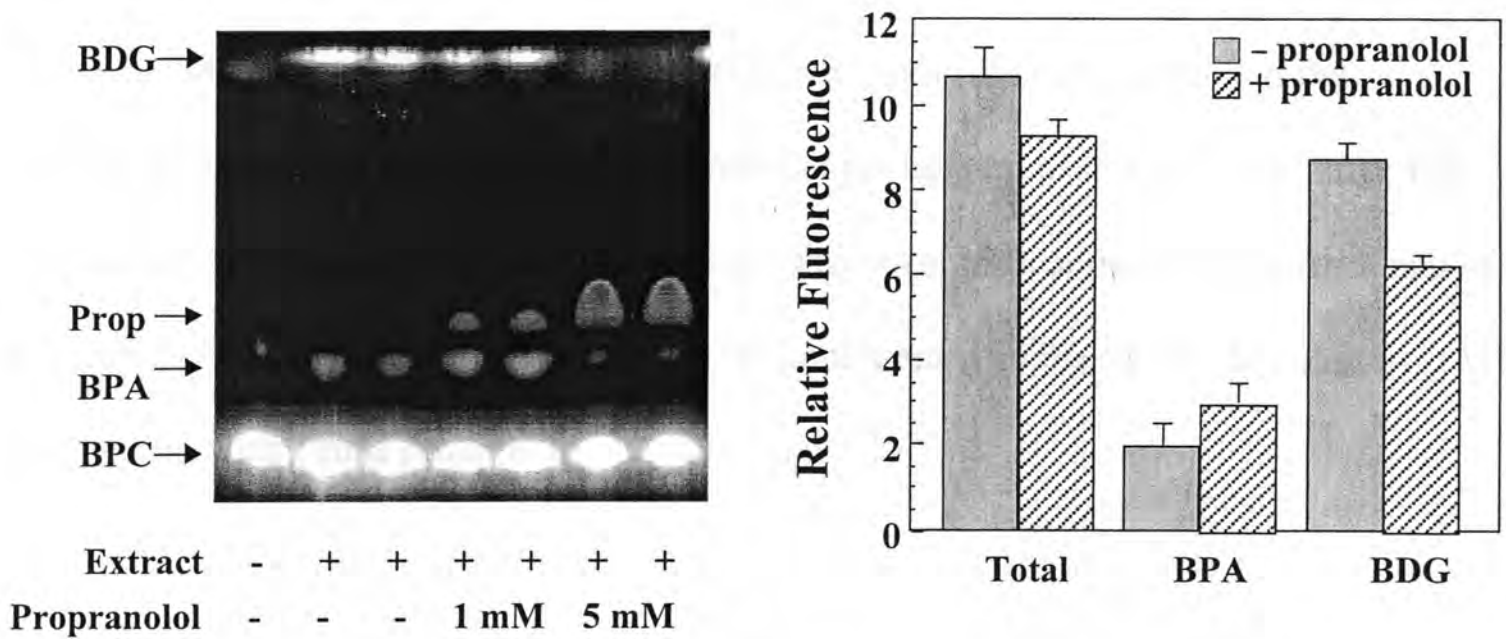 BDG
Prop
BPA
BPC
Extract - + + + + + +
Propranolol - - - 1 mM 5 mM
Relative Fluorescence
12
10
8
6
4
2
0
– propranolol
+ propranolol
Total BPA BDG